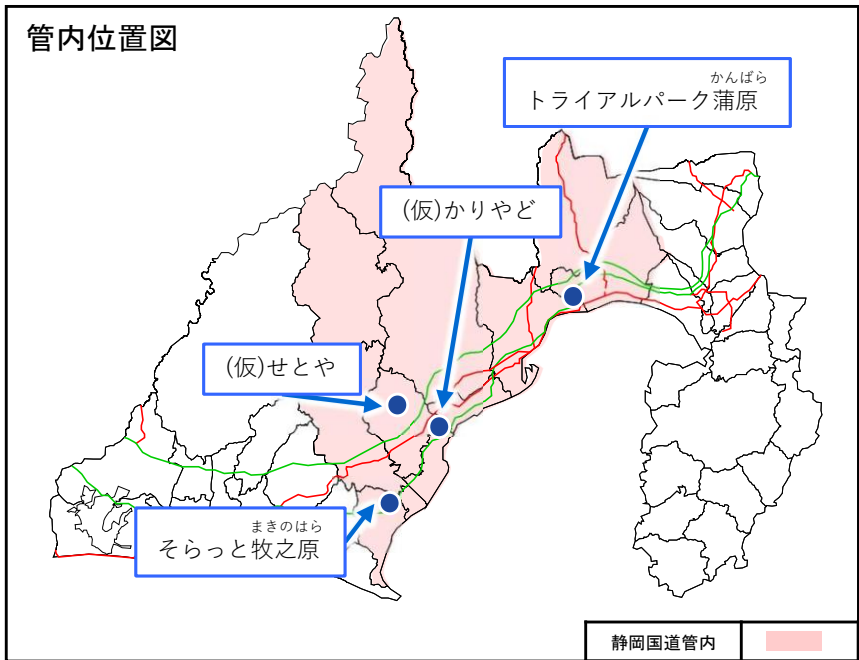 管内位置図
かんばら
トライアルパーク蒲原
(仮)かりやど
(仮)せとや
まきのはら
そらっと牧之原
静岡国道管内